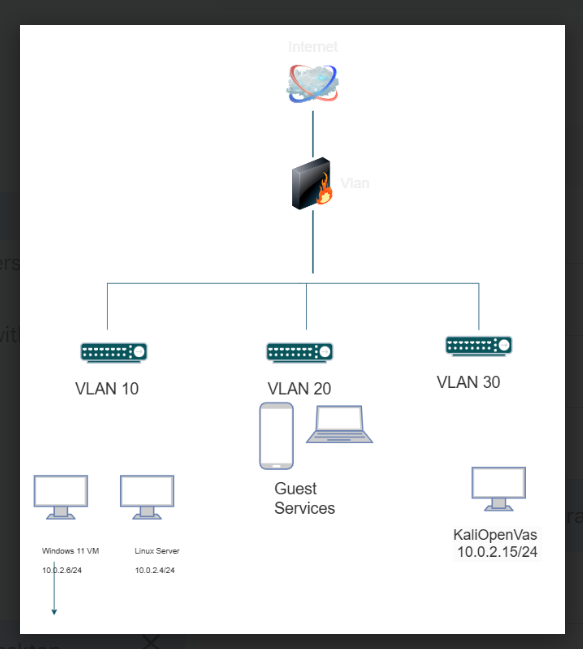 Internet
Vlan
VLAN 10
VLAN 20
VLAN 30
Guest
Services
KaliOpenVas
10.0.2.15/24
Windows 11 VM
Linux Server
10.0.2.6/24
10.0.2.4/24